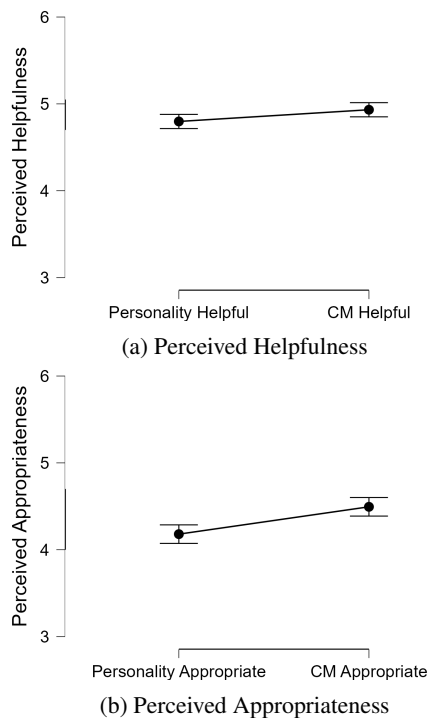 6
5
4
3
Perceived Helpfulness
Personality Helpful CM Helpful
(a) Perceived Helpfulness
6
5
4
3
Perceived Appropriateness
Personality Appropriate CM Appropriate
(b) Perceived Appropriateness